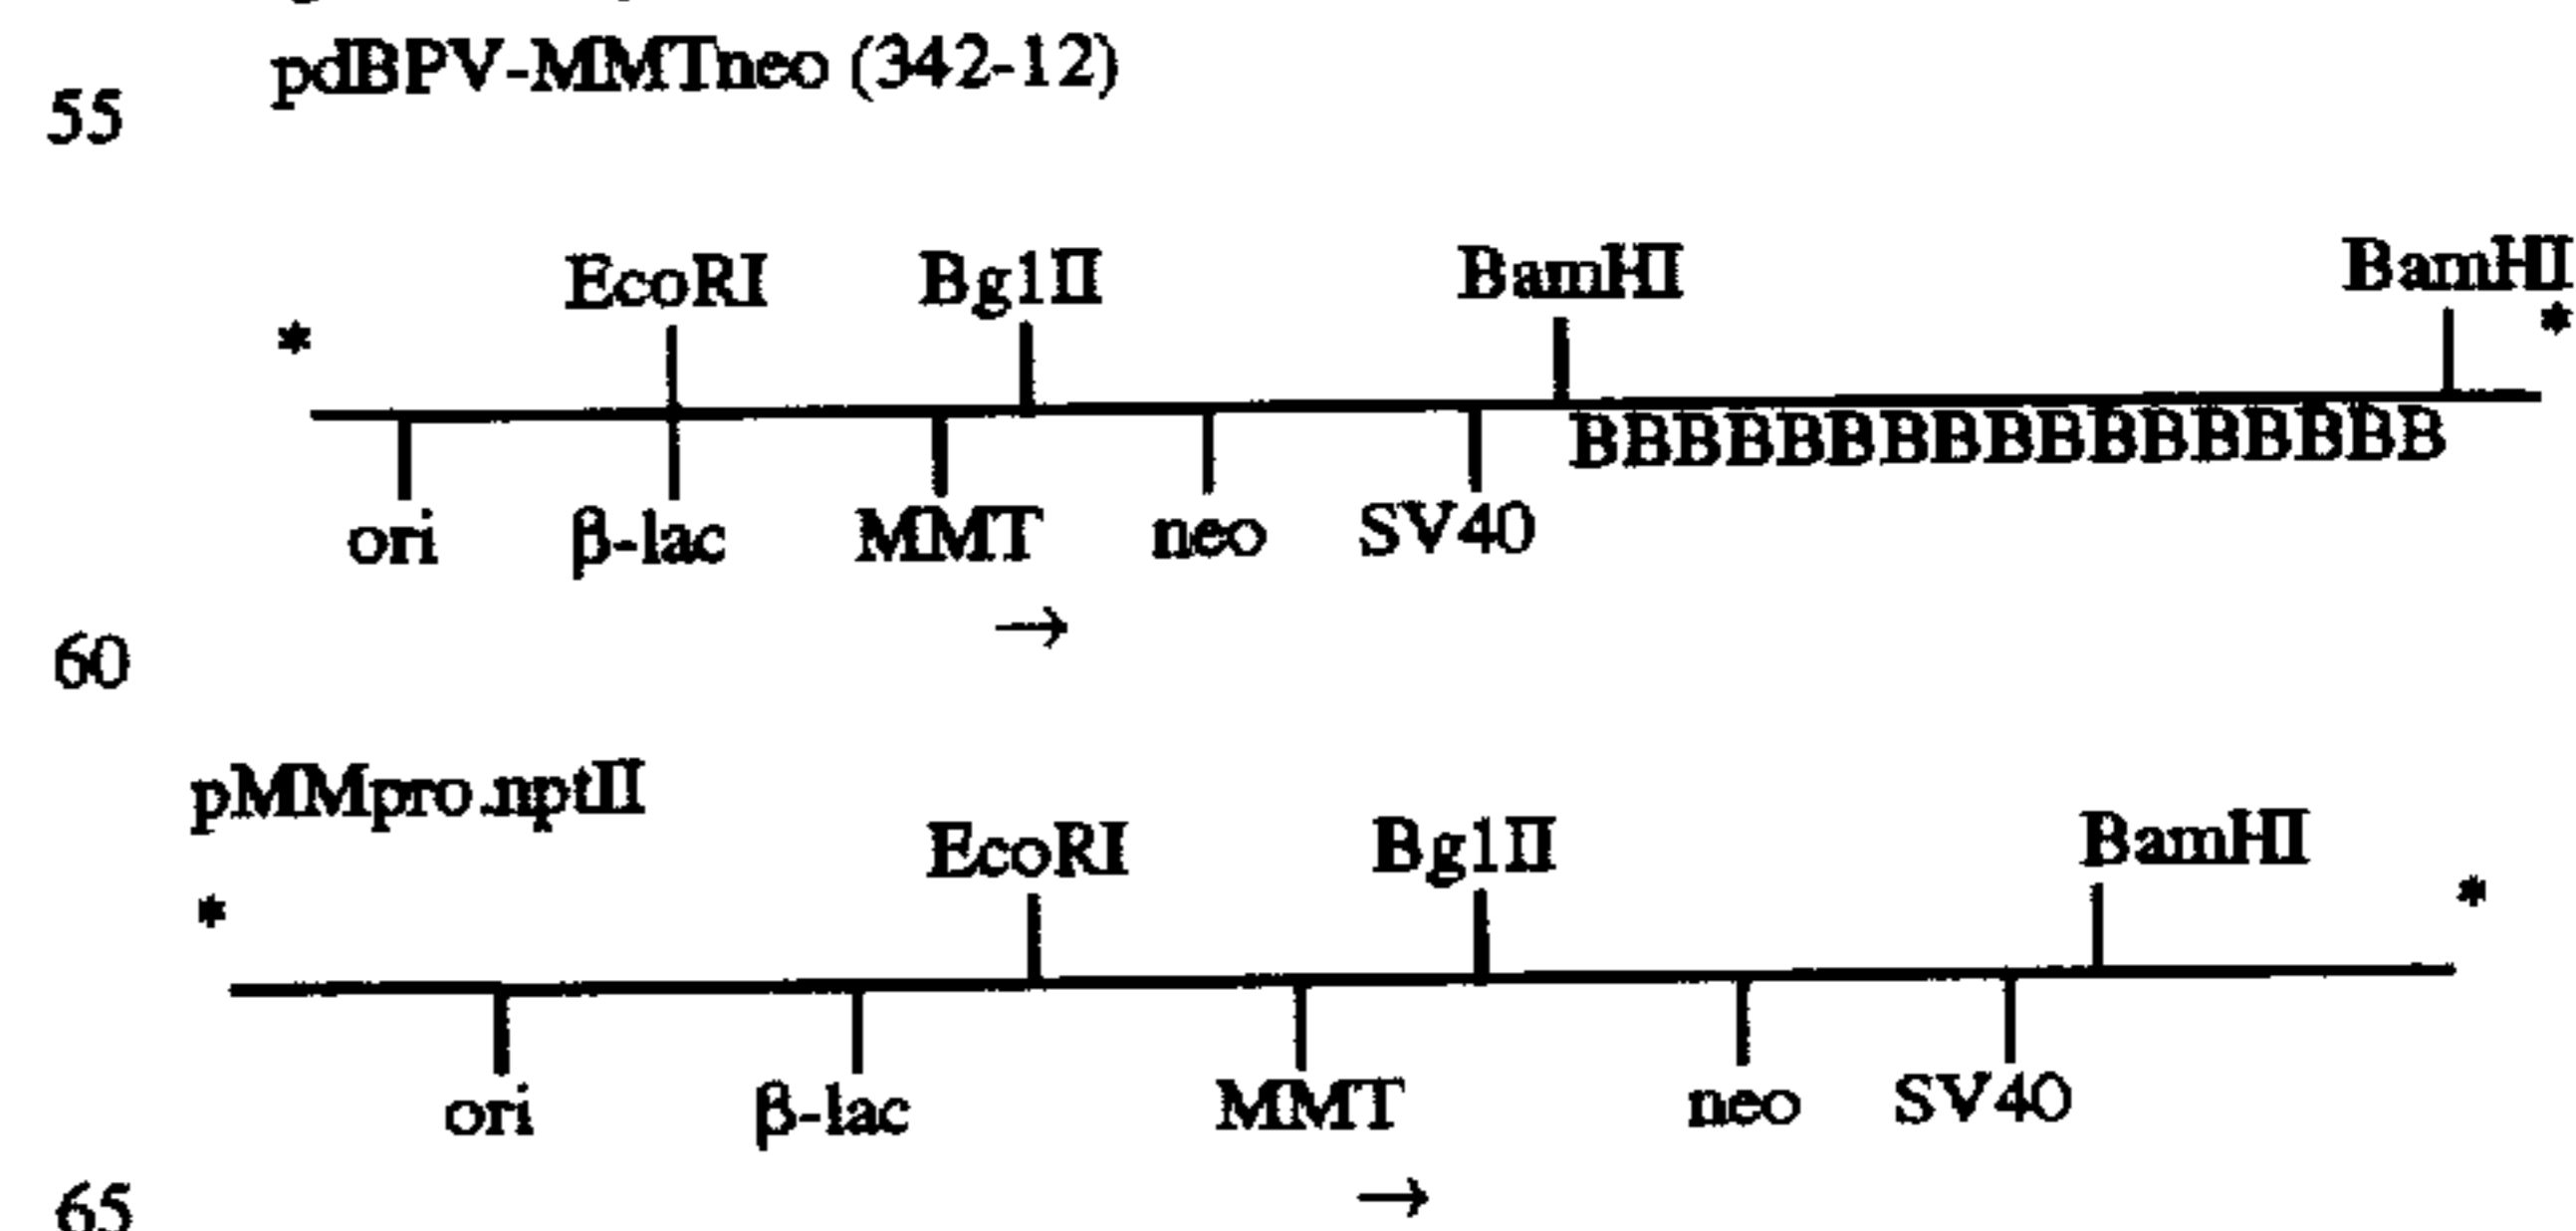 pdBPV-MMTneo (342-12)
55
EcoRI Bg1II BamHI BamHI
* *
BBBBBBBBBBBBBBBBB
ori β-lac MMT neo SV40
→
60
pMMpro.nptII
EcoRI Bg1II BamHI
* *
ori β-lac MMT neo SV40
→
65